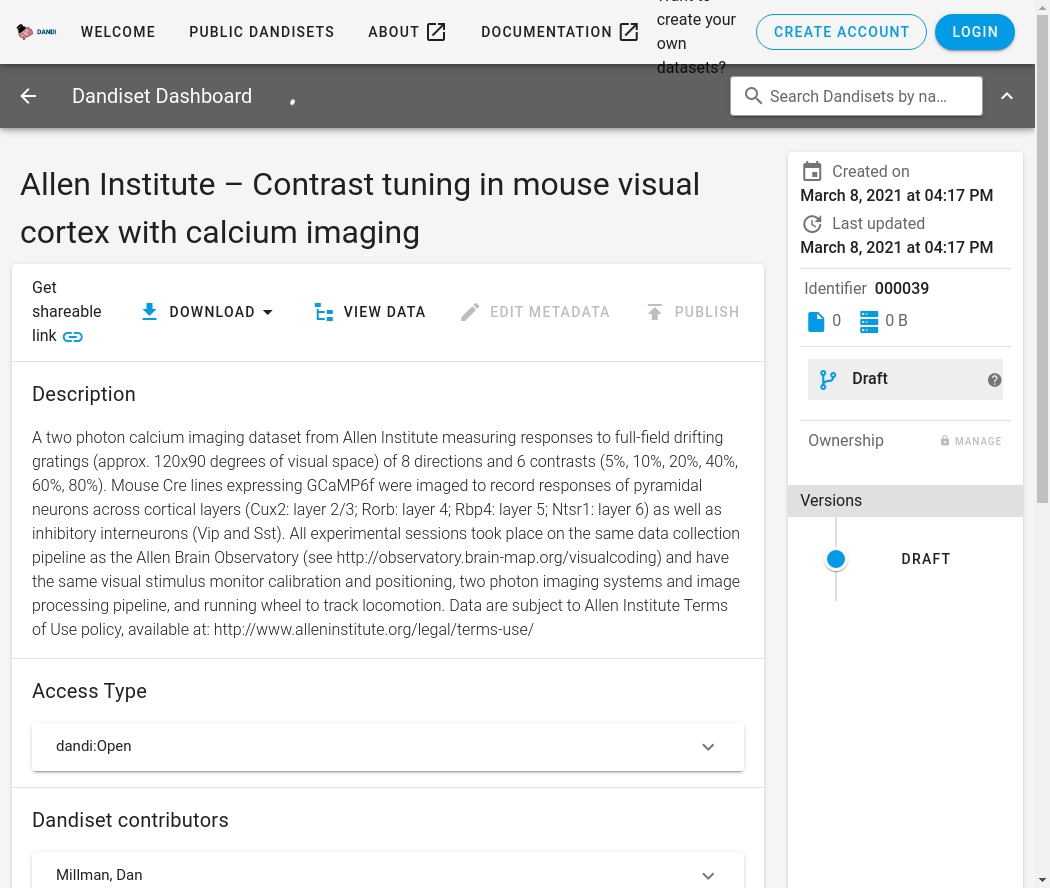 DANDI
WELCOME
PUBLIC DANDISETS
ABOUT
DOCUMENTATION
create your
own
datasets?
CREATE ACCOUNT
LOGIN
Dandiset Dashboard
Search Dandisets by na...
Allen Institute – Contrast tuning in mouse visual
cortex with calcium imaging
Get
shareable
link
DOWNLOAD
VIEW DATA
EDIT METADATA
PUBLISH
Description
A two photon calcium imaging dataset from Allen Institute measuring responses to full-field drifting
gratings (approx. 120x90 degrees of visual space) of 8 directions and 6 contrasts (5%, 10%, 20%, 40%,
60%, 80%). Mouse Cre lines expressing GCaMP6f were imaged to record responses of pyramidal
neurons across cortical layers (Cux2: layer 2/3; Rorb: layer 4; Rbp4: layer 5; Ntsr1: layer 6) as well as
inhibitory interneurons (Vip and Sst). All experimental sessions took place on the same data collection
pipeline as the Allen Brain Observatory (see http://observatory.brain-map.org/visualcoding) and have
the same visual stimulus monitor calibration and positioning, two photon imaging systems and image
processing pipeline, and running wheel to track locomotion. Data are subject to Allen Institute Terms
of Use policy, available at: http://www.alleninstitute.org/legal/terms-use/
Access Type
dandi:Open
Dandiset contributors
Millman, Dan
Created on
March 8, 2021 at 04:17 PM
Last updated
March 8, 2021 at 04:17 PM
Identifier 000039
0
0 B
Draft
Ownership
MANAGE
Versions
DRAFT